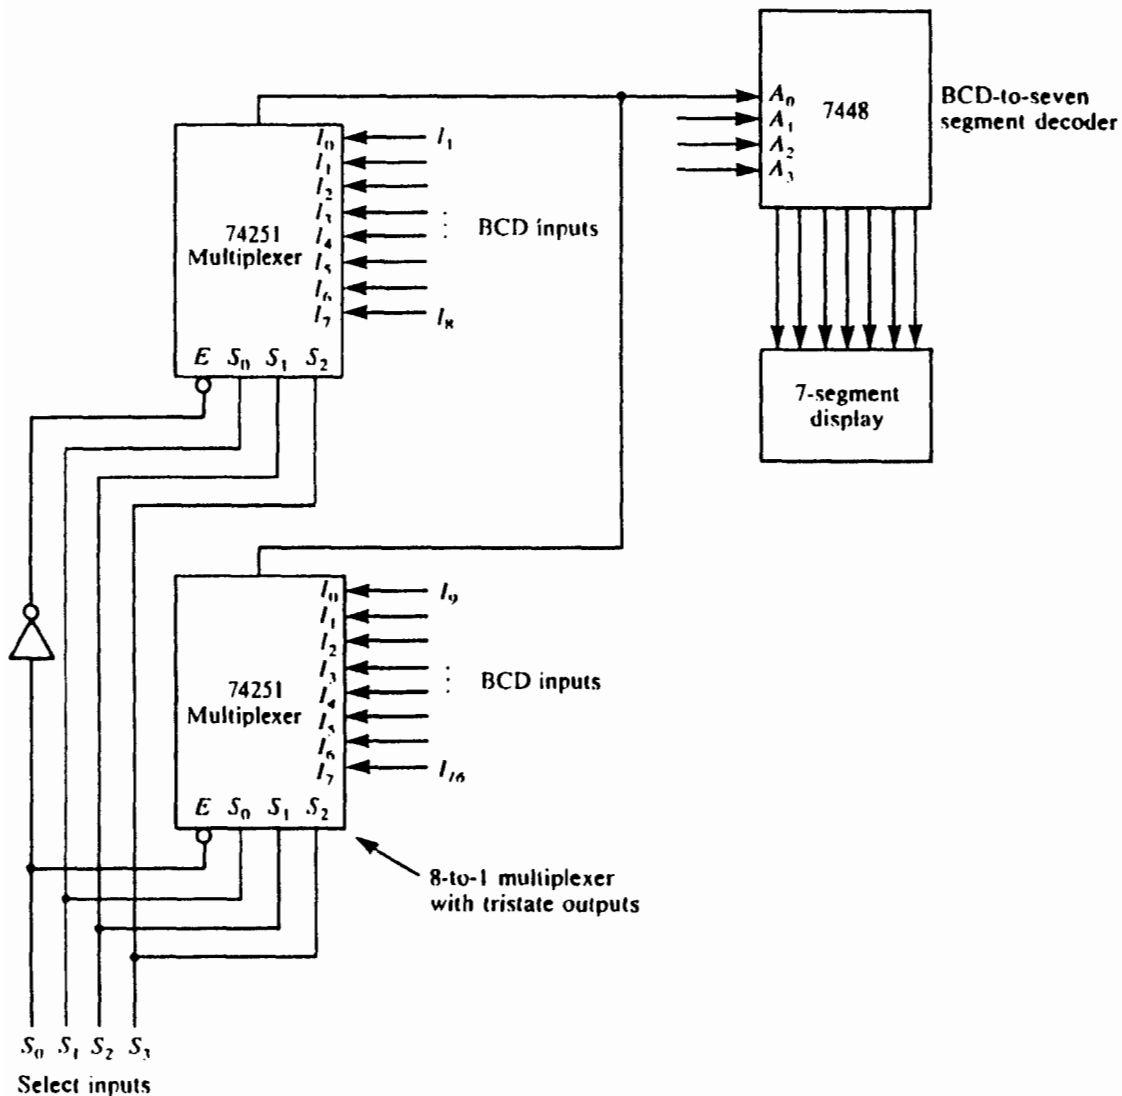 A₀
A₁
A₂
A₃
7448
BCD-to-seven
segment decoder
I₀
I₁
I₂
I₃
I₄
I₅
I₆
I₇
I₁
⋮
I₈
BCD inputs
74251
Multiplexer
E S₀ S₁ S₂
7-segment
display
I₀
I₁
I₂
I₃
I₄
I₅
I₆
I₇
I₉
⋮
I₁₆
BCD inputs
74251
Multiplexer
E S₀ S₁ S₂
8-to-1 multiplexer
with tristate outputs
S₀ S₁ S₂ S₃
Select inputs